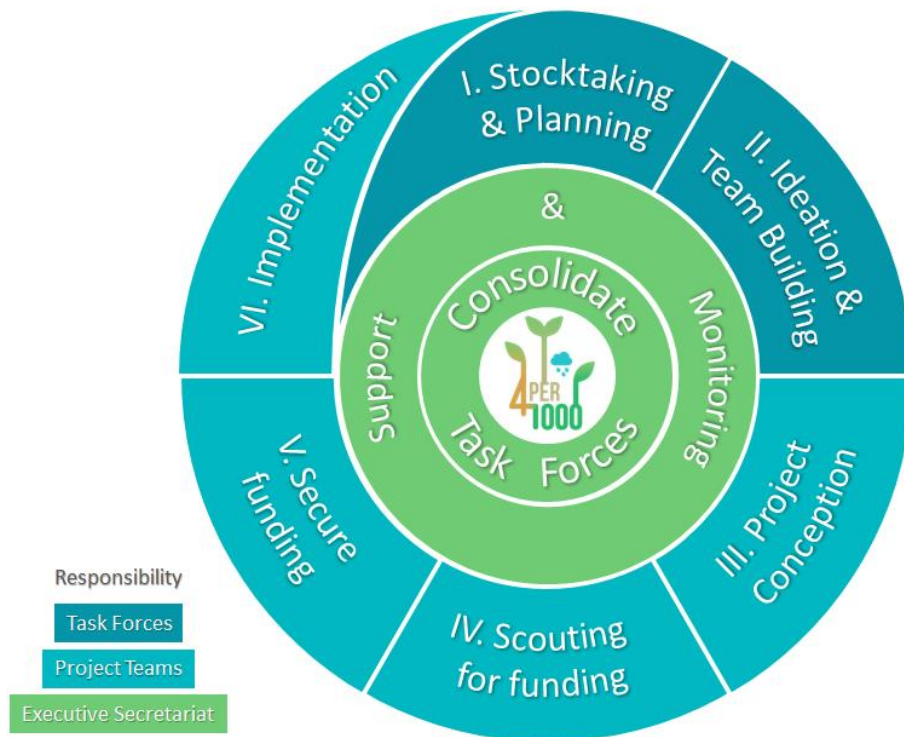 I. Stocktaking
& Planning
II. Ideation &
Team Building
III. Project
Conception
IV. Scouting
for funding
V. Secure
funding
VI. Implementation
Support
&
Monitoring
Consolidate
Task Forces
4 PER
1000
Responsibility
Task Forces
Project Teams
Executive Secretariat